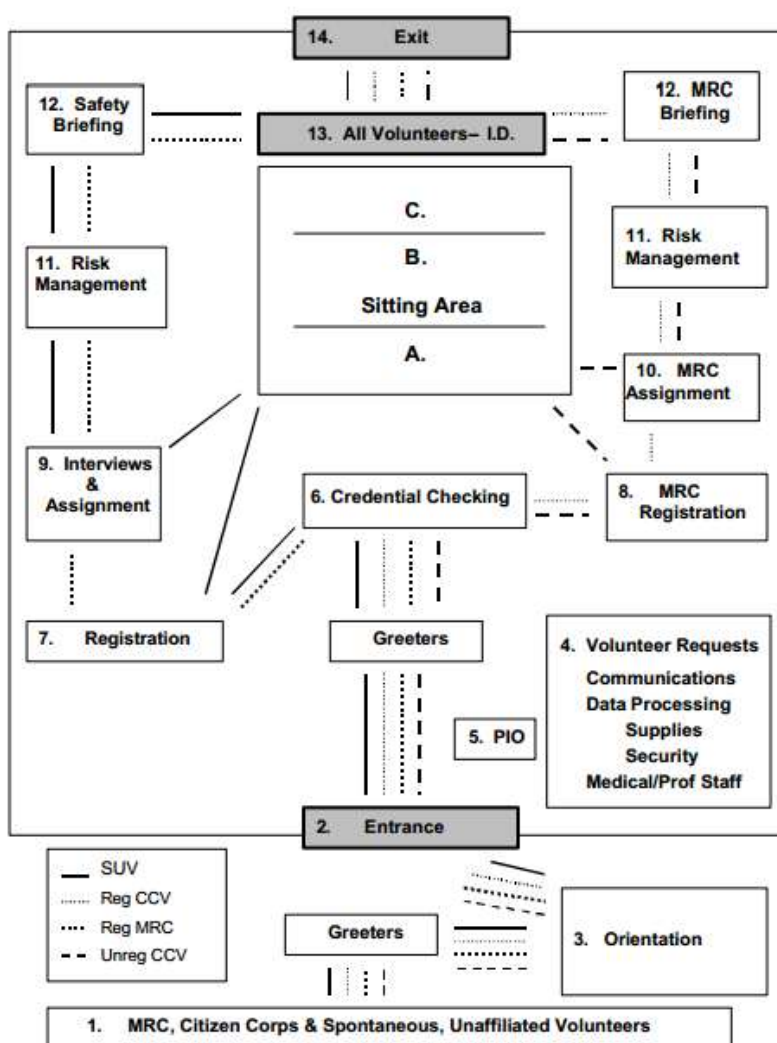 14. Exit
12. Safety
Briefing
12. MRC
Briefing
13. All Volunteers– I.D.
C.
B.
Sitting Area
A.
11. Risk
Management
11. Risk
Management
10. MRC
Assignment
9. Interviews
&
Assignment
6. Credential Checking
8. MRC
Registration
7. Registration
Greeters
4. Volunteer Requests
Communications
Data Processing
Supplies
Security
Medical/Prof Staff
5. PIO
2. Entrance
SUV
Reg CCV
Reg MRC
Unreg CCV
Greeters
3. Orientation
1. MRC, Citizen Corps & Spontaneous, Unaffiliated Volunteers